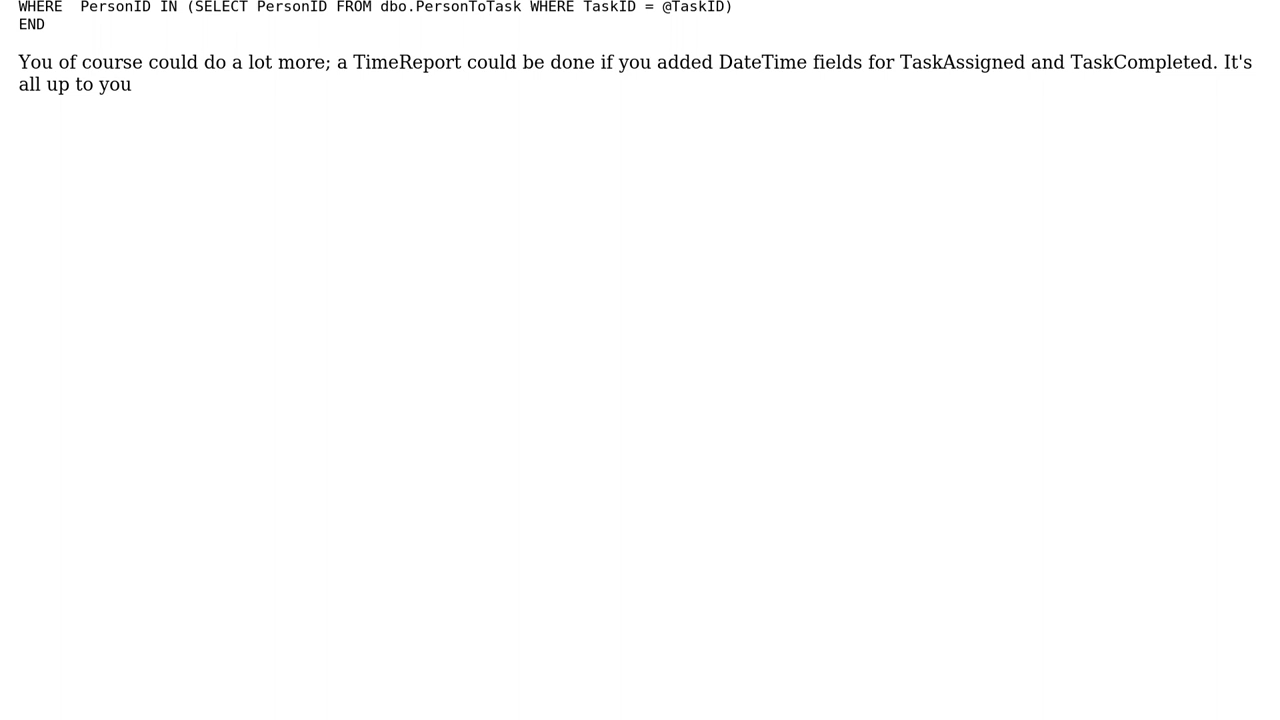 WHERE  PersonID IN (SELECT PersonID FROM dbo.PersonToTask WHERE TaskID = @TaskID)
END
You of course could do a lot more; a TimeReport could be done if you added DateTime fields for TaskAssigned and TaskCompleted. It's
all up to you